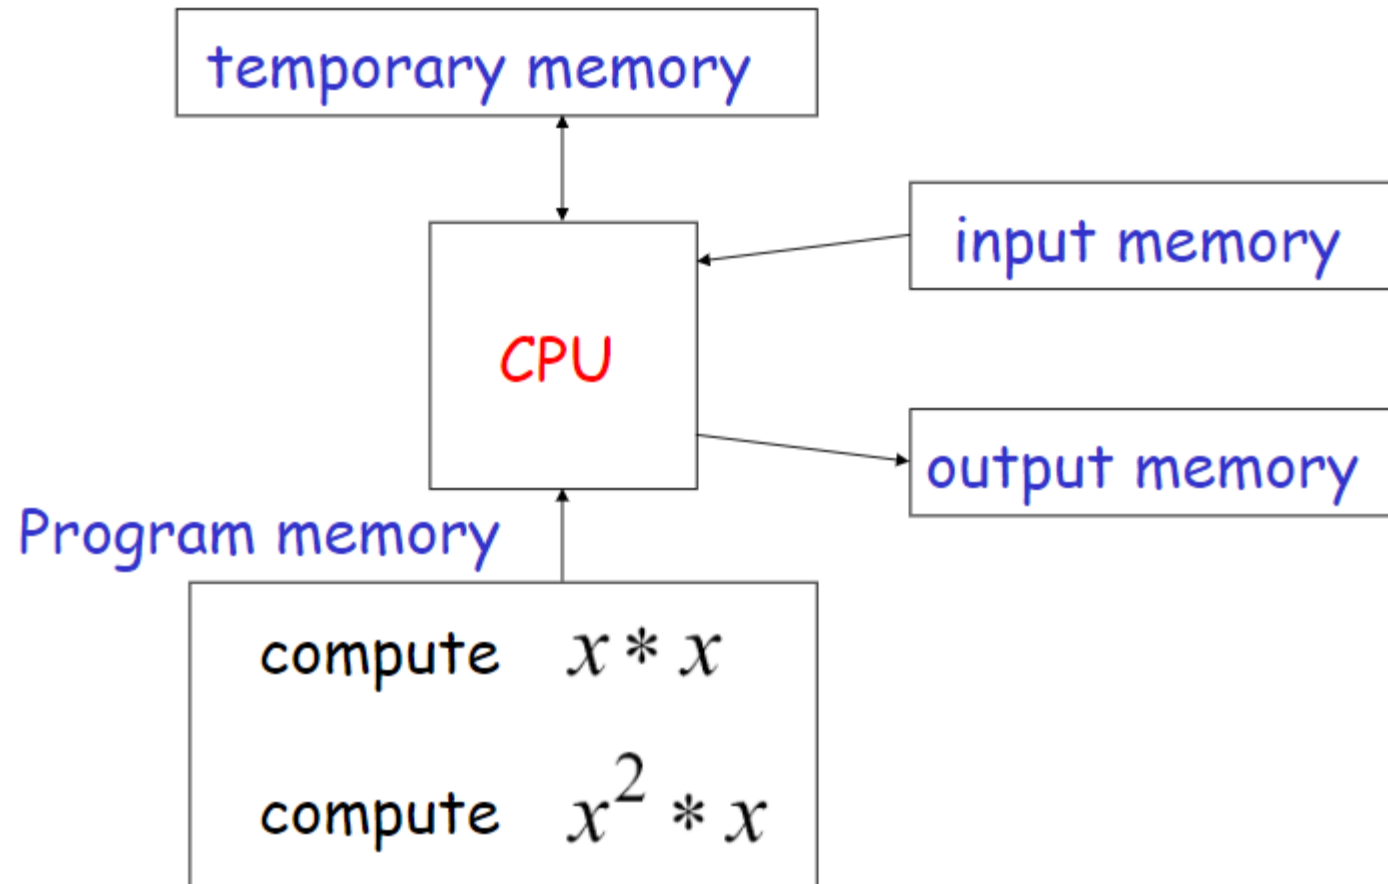 temporary memory
input memory
CPU
output memory
Program memory
compute x * x
compute x² * x